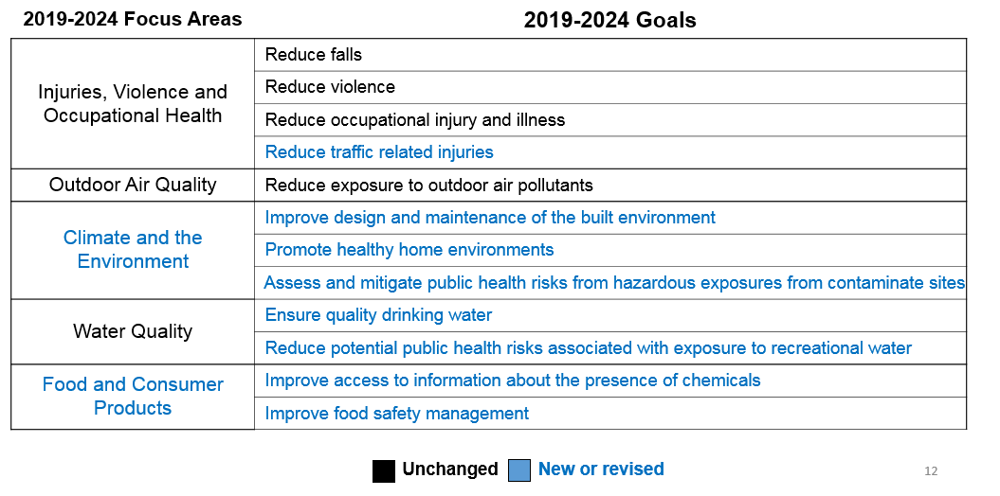 2019-2024 Focus Areas
2019-2024 Goals
Injuries, Violence and
Occupational Health
Reduce falls
Reduce violence
Reduce occupational injury and illness
Reduce traffic related injuries
Outdoor Air Quality
Reduce exposure to outdoor air pollutants
Climate and the
Environment
Improve design and maintenance of the built environment
Promote healthy home environments
Assess and mitigate public health risks from hazardous exposures from contaminate sites
Water Quality
Ensure quality drinking water
Reduce potential public health risks associated with exposure to recreational water
Food and Consumer
Products
Improve access to information about the presence of chemicals
Improve food safety management
Unchanged
New or revised
12